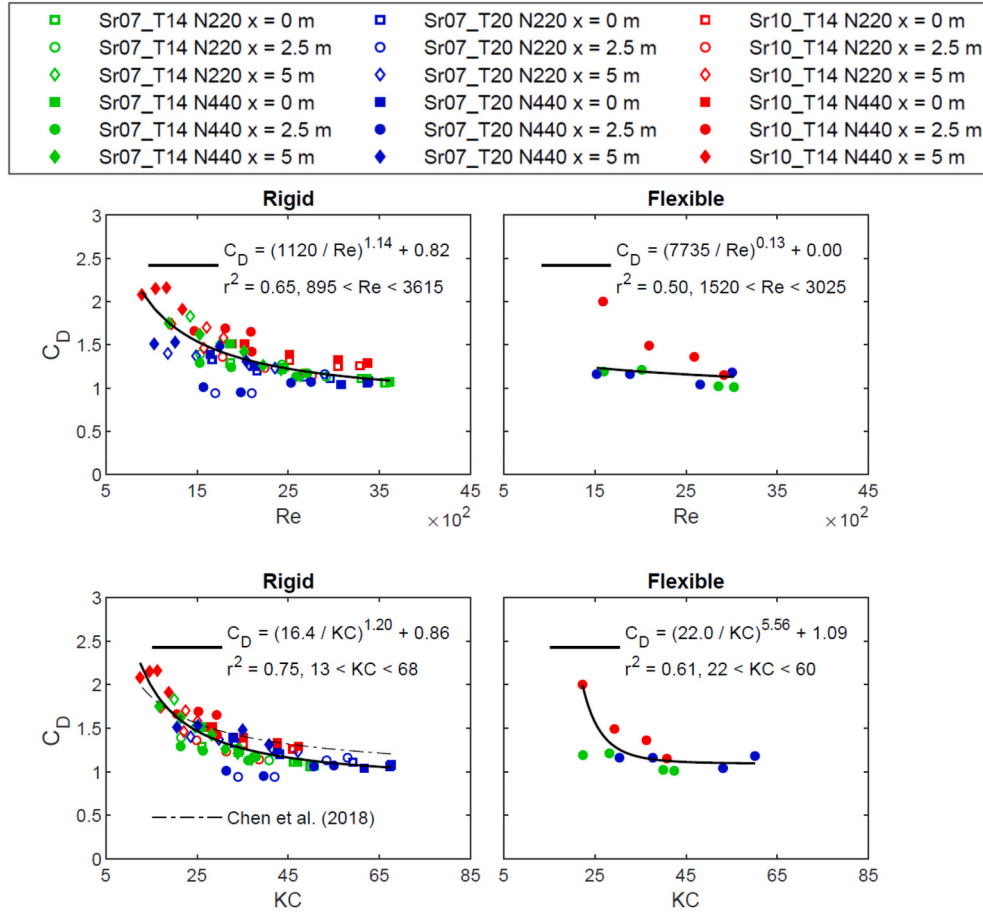 Sr07_T14 N220 x = 0 m Sr07_T20 N220 x = 0 m Sr10_T14 N220 x = 0 m
Sr07_T14 N220 x = 2.5 m Sr07_T20 N220 x = 2.5 m Sr10_T14 N220 x = 2.5 m
Sr07_T14 N220 x = 5 m Sr07_T20 N220 x = 5 m Sr10_T14 N220 x = 5 m
Sr07_T14 N440 x = 0 m Sr07_T20 N440 x = 0 m Sr10_T14 N440 x = 0 m
Sr07_T14 N440 x = 2.5 m Sr07_T20 N440 x = 2.5 m Sr10_T14 N440 x = 2.5 m
Sr07_T14 N440 x = 5 m Sr07_T20 N440 x = 5 m Sr10_T14 N440 x = 5 m
Rigid
3
2.5
2
1.5
1
0.5
0
C_D
C_D = (1120 / Re)^1.14 + 0.82
r^2 = 0.65, 895 < Re < 3615
5 15 25 35 45
Re
×10^2
Flexible
C_D = (7735 / Re)^0.13 + 0.00
r^2 = 0.50, 1520 < Re < 3025
5 15 25 35 45
Re
×10^2
Rigid
3
2.5
2
1.5
1
0.5
0
C_D
C_D = (16.4 / KC)^1.20 + 0.86
r^2 = 0.75, 13 < KC < 68
Chen et al. (2018)
5 25 45 65 85
KC
Flexible
C_D = (22.0 / KC)^5.56 + 1.09
r^2 = 0.61, 22 < KC < 60
5 25 45 65 85
KC